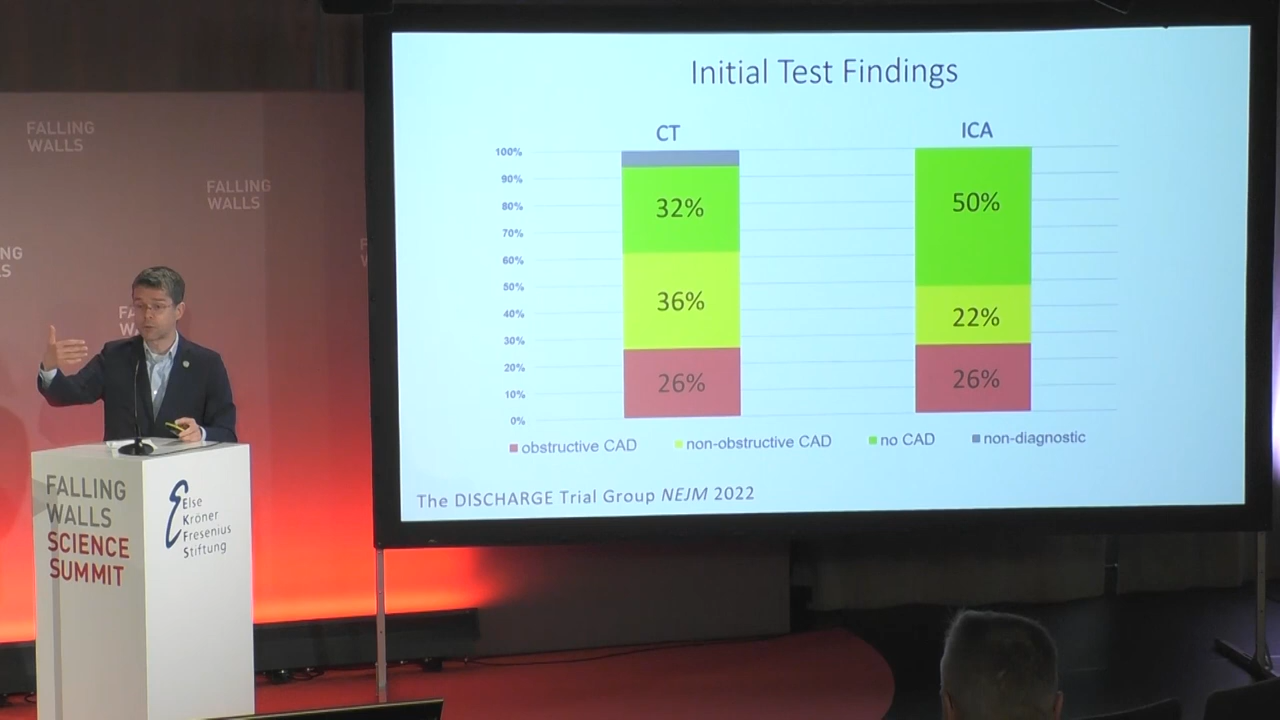 FALLING
WALLS
FALLING
WALLS
NG
S
FA
W
FALLING
WALLS
SCIENCE
SUMMIT
Else
Kröner
Fresenius
Stiftung
Initial Test Findings
CT
ICA
100%
90%
80%
70%
60%
50%
40%
30%
20%
10%
0%
32%
36%
26%
50%
22%
26%
obstructive CAD
non-obstructive CAD
no CAD
non-diagnostic
The DISCHARGE Trial Group NEJM 2022